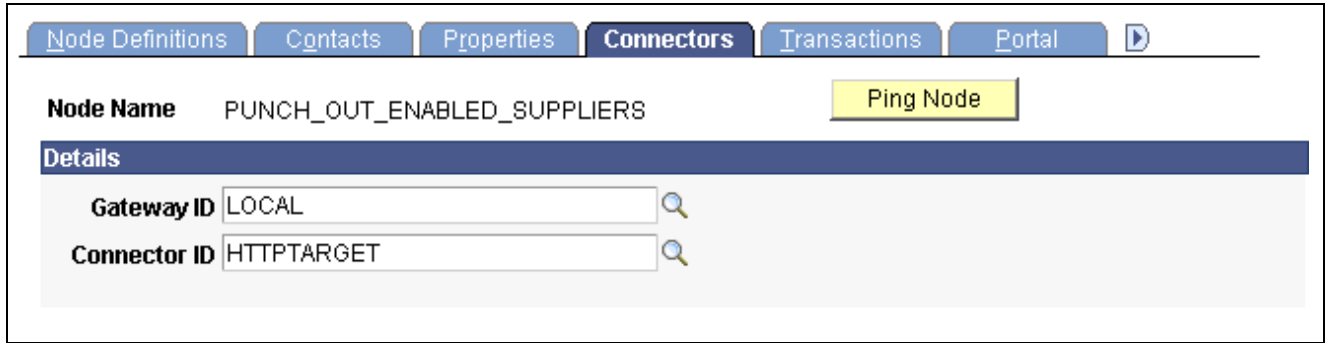 Node Definitions Contacts Properties Connectors Transactions Portal
Node Name PUNCH_OUT_ENABLED_SUPPLIERS Ping Node
Details
Gateway ID LOCAL
Connector ID HTTPTARGET